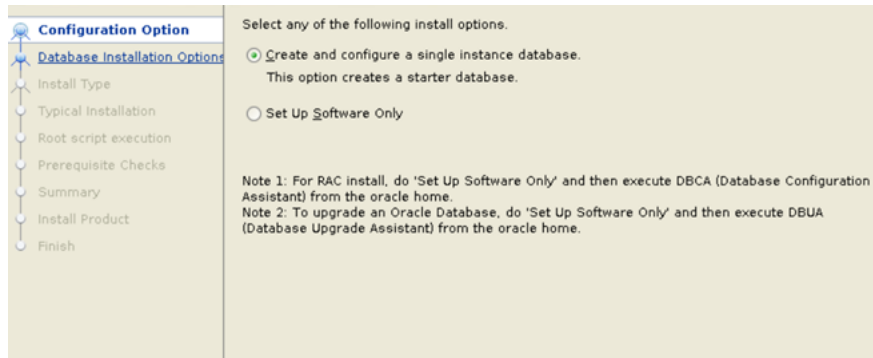 Configuration Option
Database Installation Options
Install Type
Typical Installation
Root script execution
Prerequisite Checks
Summary
Install Product
Finish
Select any of the following install options.
Create and configure a single instance database.
This option creates a starter database.
Set Up Software Only
Note 1: For RAC install, do 'Set Up Software Only' and then execute DBCA (Database Configuration
Assistant) from the oracle home.
Note 2: To upgrade an Oracle Database, do 'Set Up Software Only' and then execute DBUA
(Database Upgrade Assistant) from the oracle home.